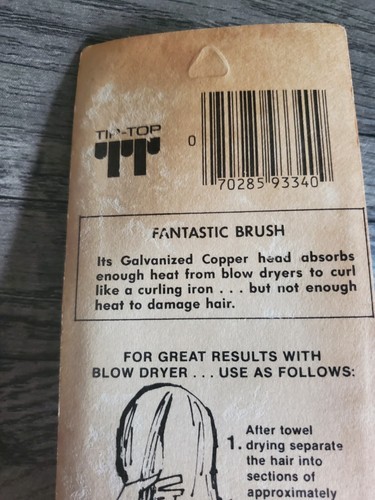 TIP-TOP
0 70285 93340
FANTASTIC BRUSH
Its Galvanized Copper head absorbs
enough heat from blow dryers to curl
like a curling iron . . . but not enough
heat to damage hair.
FOR GREAT RESULTS WITH
BLOW DRYER . . . USE AS FOLLOWS:
1. After towel
drying separate
the hair into
sections of
approximately